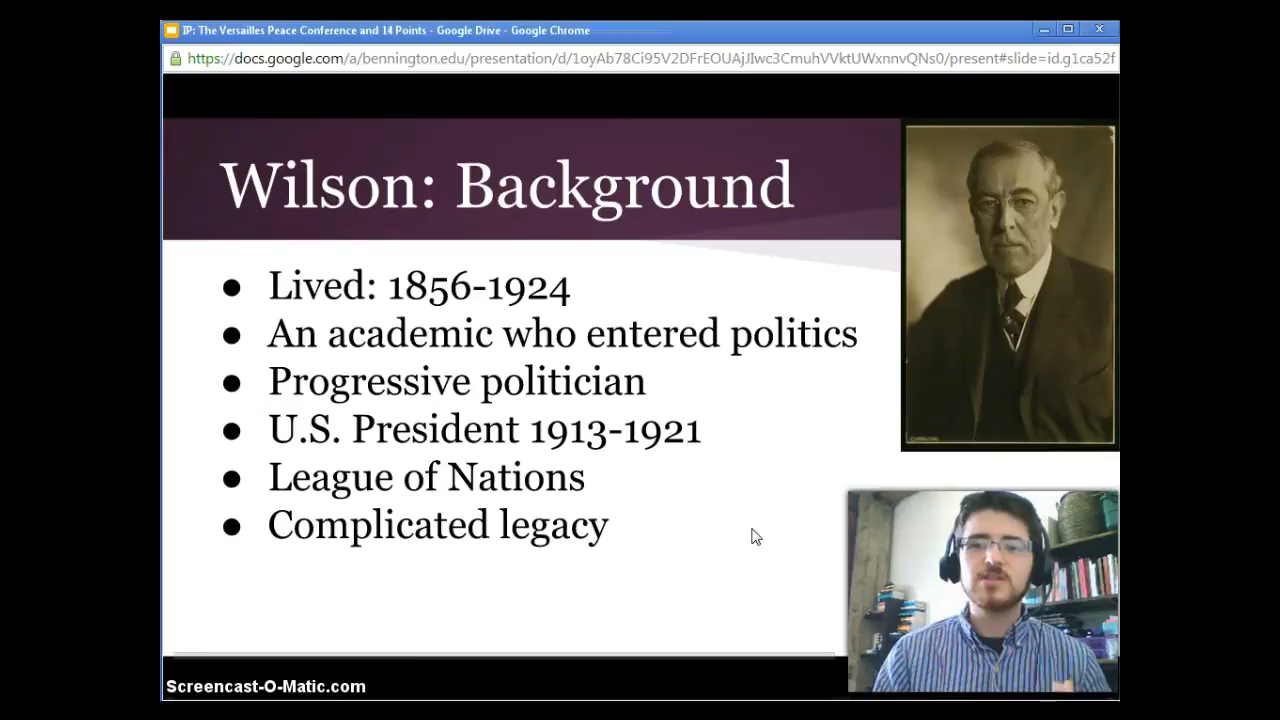 IP: The Versailles Peace Conference and 14 Points - Google Drive - Google Chrome
https://docs.google.com/a/bennington.edu/presentation/d/1oyAb78Ci95V2DFrEOUAjJIwc3CmuhVVktUWxnnvQNs0/present#slide=id.g1ca52f
Wilson: Background
● Lived: 1856-1924
● An academic who entered politics
● Progressive politician
● U.S. President 1913-1921
● League of Nations
● Complicated legacy
Screencast-O-Matic.com